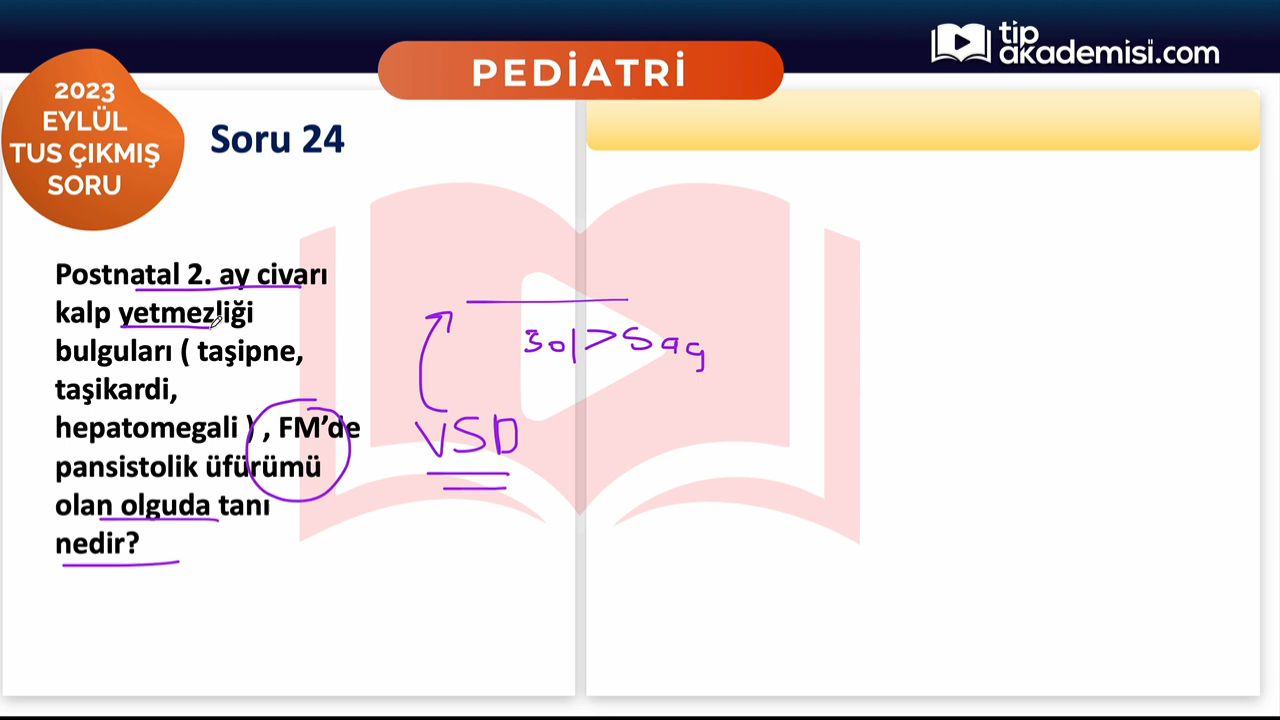 tip
akademisi.com
PEDİATRİ
2023
EYLÜL
TUS ÇIKMIŞ
SORU
Soru 24
Postnatal 2. ay civarı
kalp yetmezliği
bulguları ( taşipne,
taşikardi,
hepatomegali ) , FM’de
pansistolik üfürümü
olan olguda tanı
nedir?
Sol>Sağ
VSD